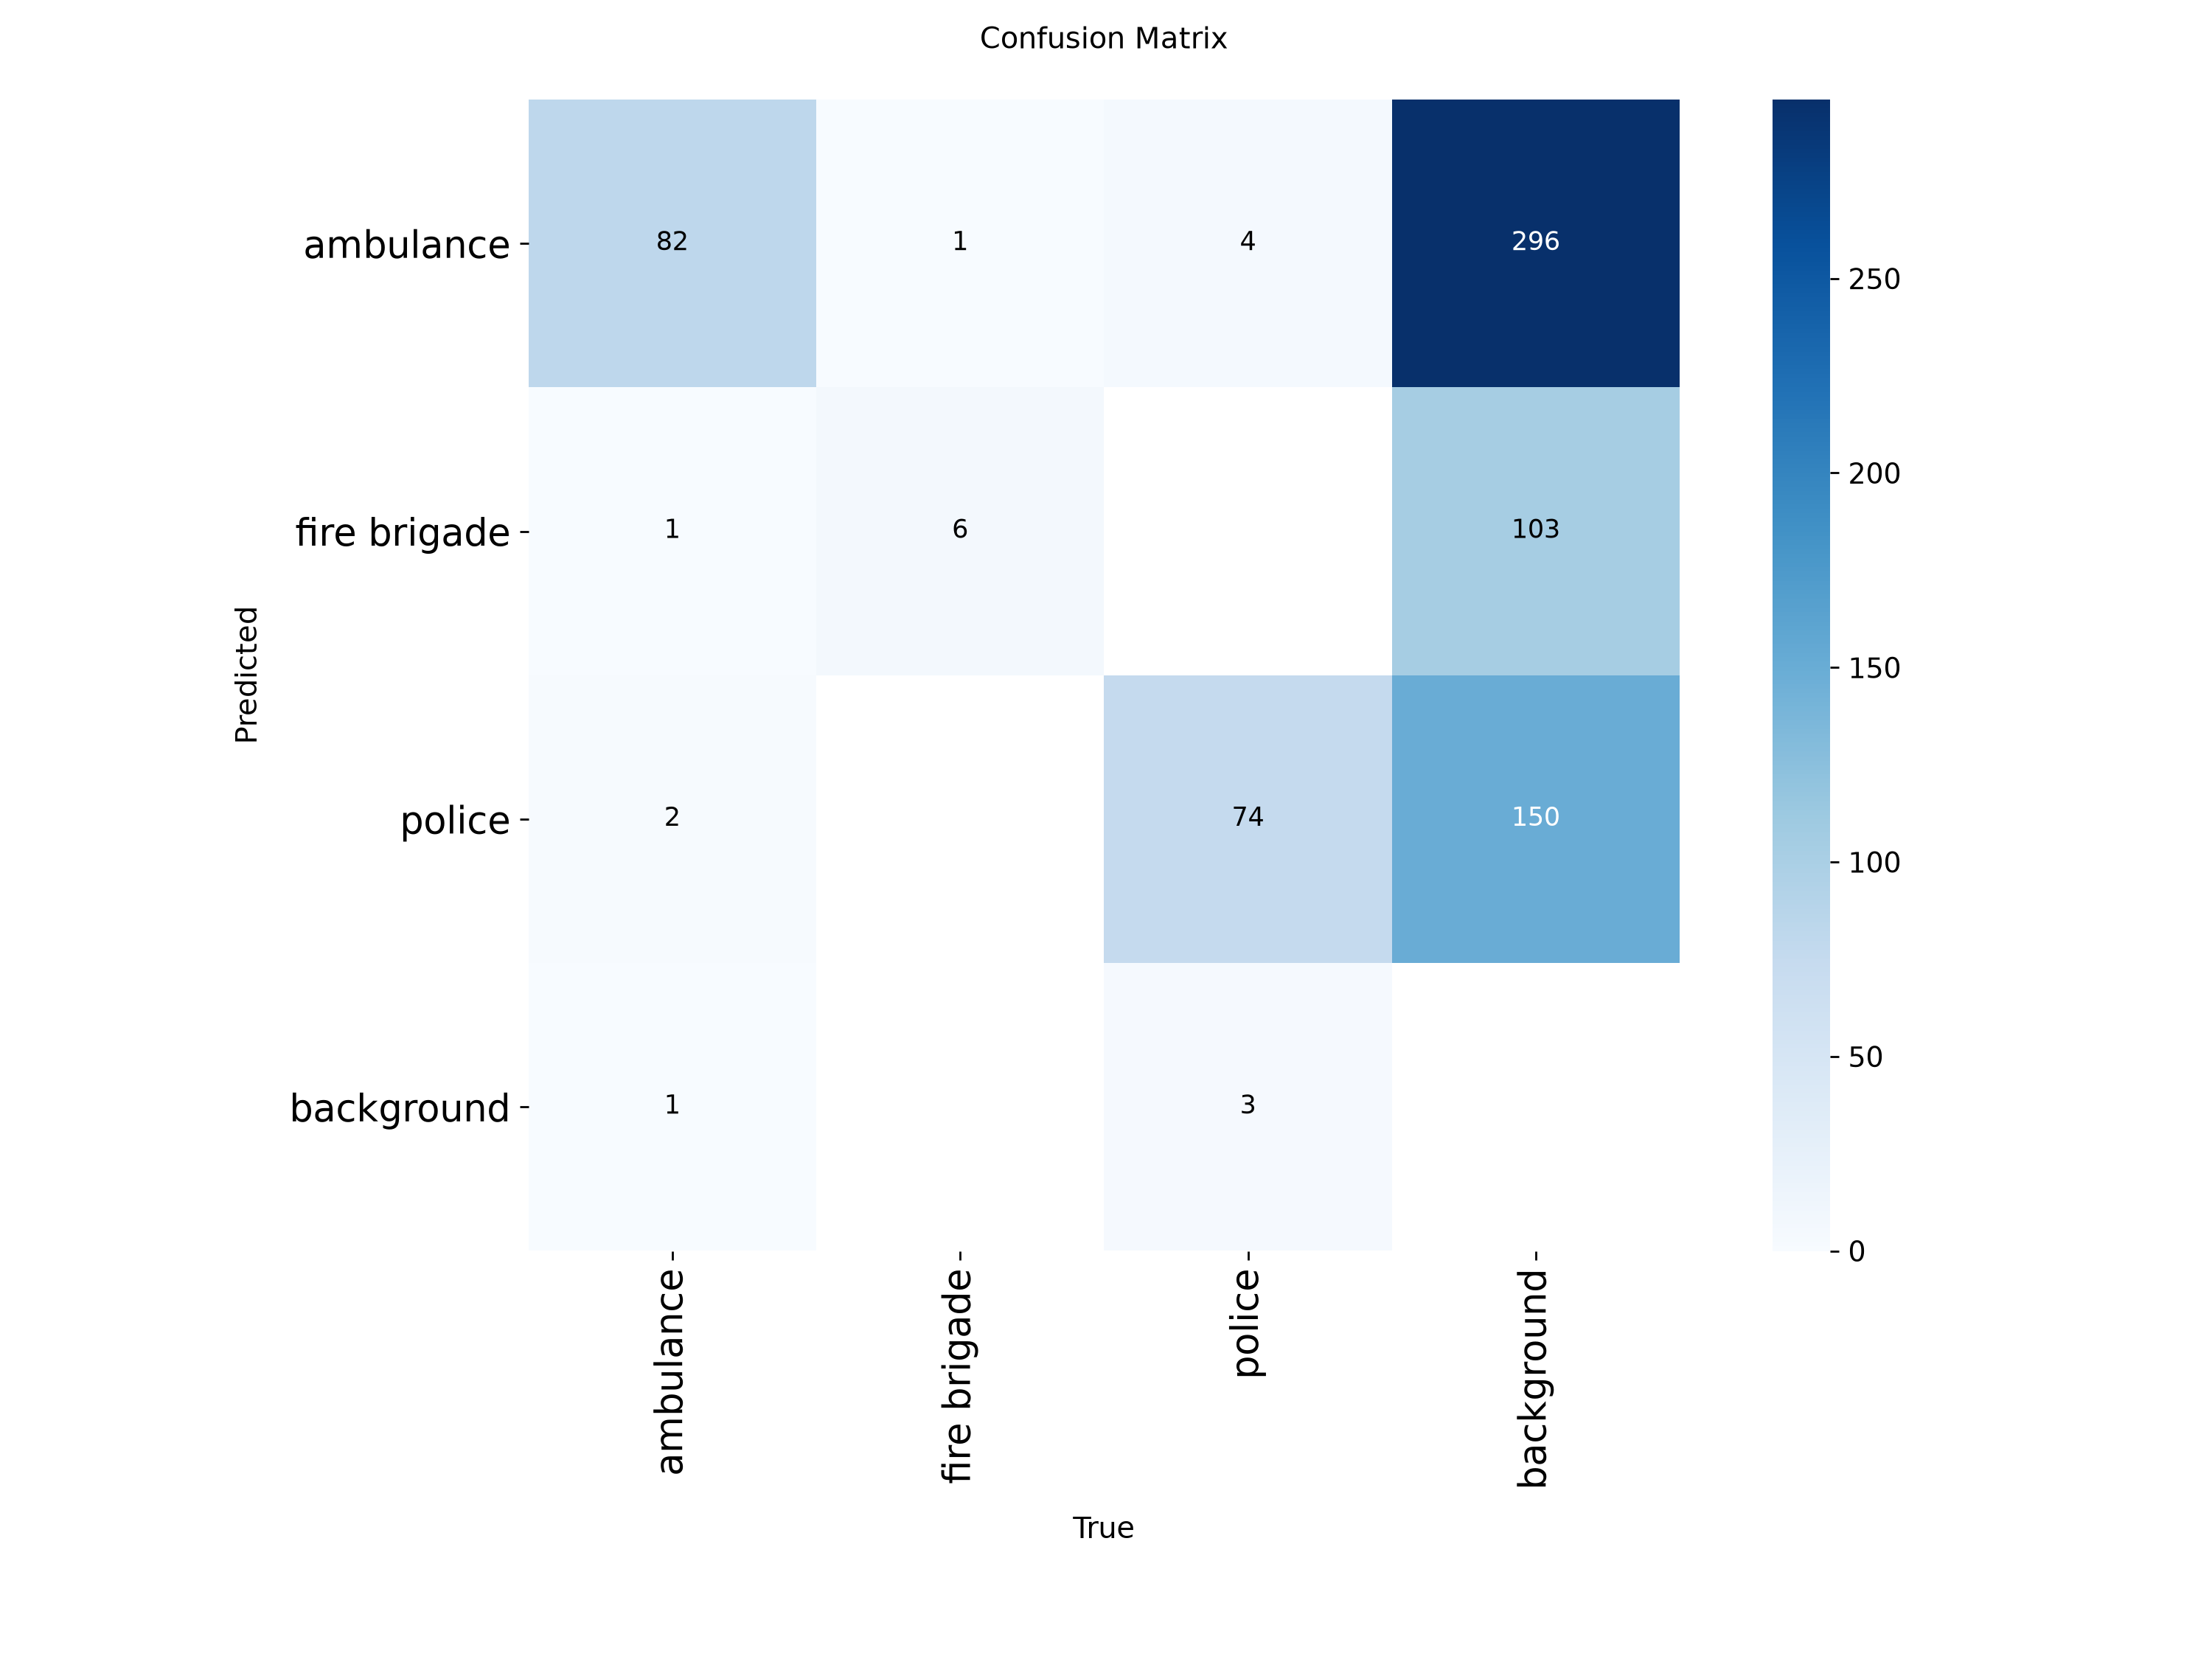 Confusion Matrix
ambulance 82 1 4 296
250
200
fire brigade 1 6 103
150
Predicted
police 2 74 150
100
50
background 1 3
0
ambulance
fire brigade
police
background
True